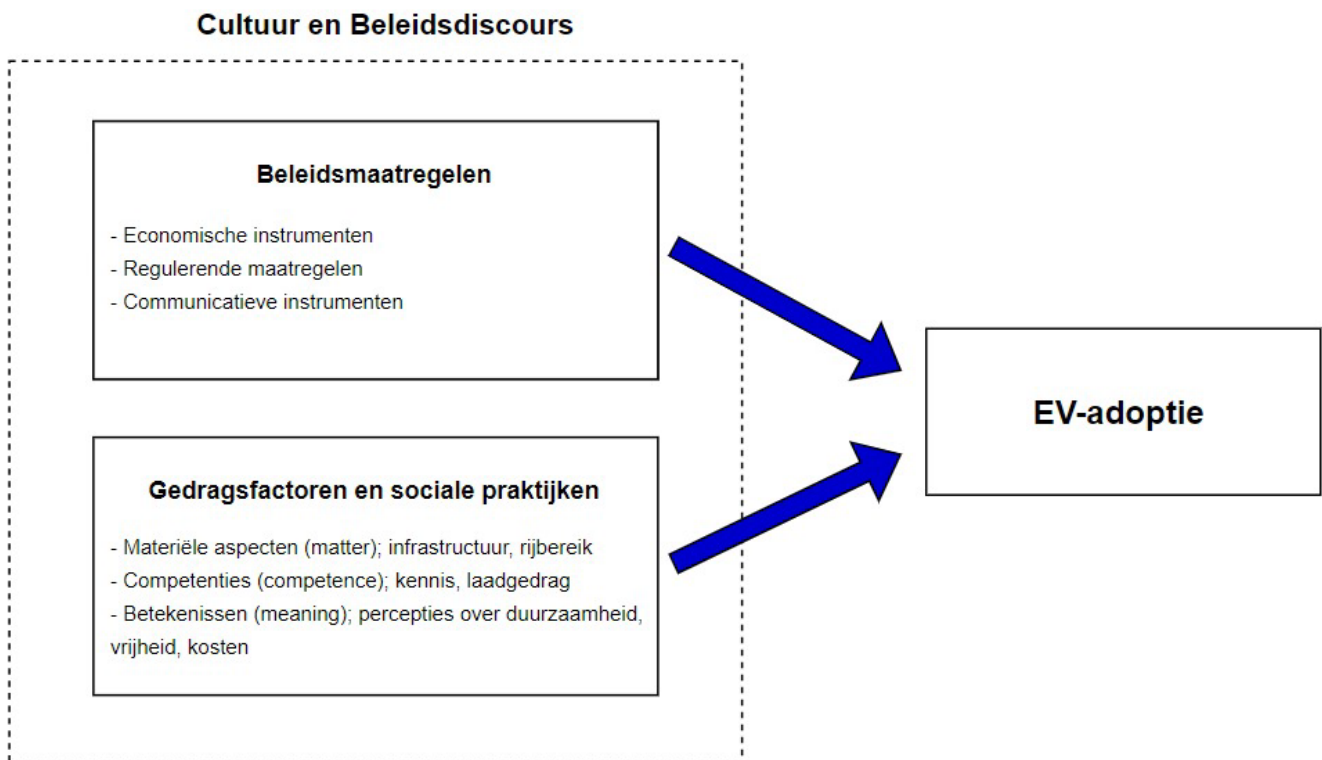 Cultuur en Beleidsdiscours
Beleidsmaatregelen
- Economische instrumenten
- Regulerende maatregelen
- Communicatieve instrumenten
Gedragsfactoren en sociale praktijken
- Materiële aspecten (matter); infrastructuur, rijbereik
- Competenties (competence); kennis, laadgedrag
- Betekenissen (meaning); percepties over duurzaamheid,
vrijheid, kosten
EV-adoptie